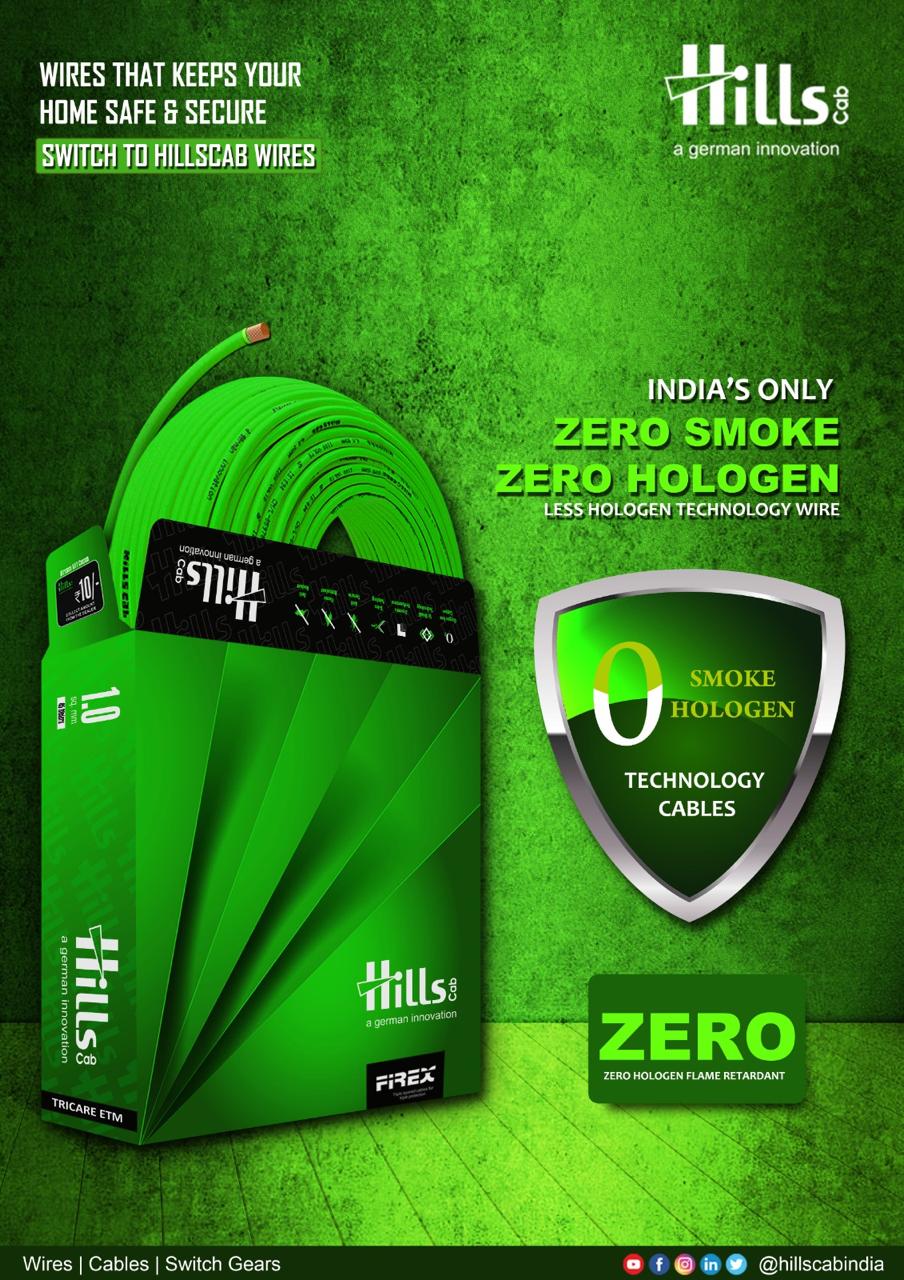 WIRES THAT KEEPS YOUR
HOME SAFE & SECURE
SWITCH TO HILLSCAB WIRES
Hills Cab
a german innovation
INDIA'S ONLY
ZERO SMOKE
ZERO HOLOGEN
LESS HOLOGEN TECHNOLOGY WIRE
Hills Cab
a german innovation
₹10/-
1.0
sq. mm
0
SMOKE
HOLOGEN
TECHNOLOGY
CABLES
Hills Cab
a german innovation
Hills Cab
a german innovation
FiREX
TRICARE ETM
ZERO
ZERO HOLOGEN FLAME RETARDANT
Wires | Cables | Switch Gears
@hillscabindia